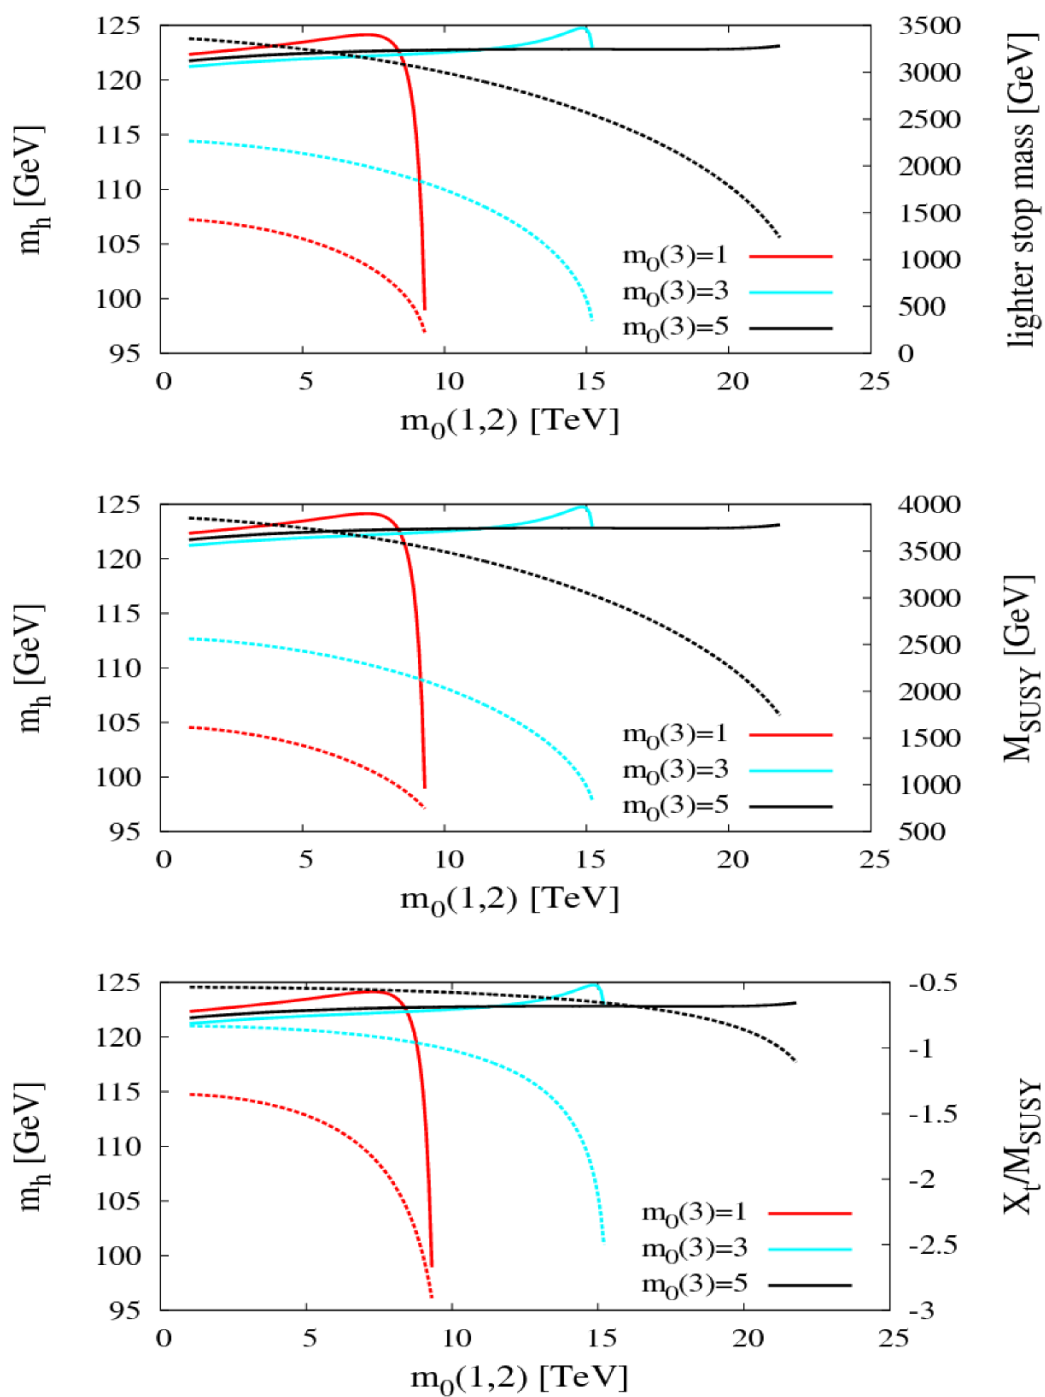 125
120
115
110
105
100
95
m_h [GeV]
3500
3000
2500
2000
1500
1000
500
0
lighter stop mass [GeV]
m_0(3)=1
m_0(3)=3
m_0(3)=5
0 5 10 15 20 25
m_0(1,2) [TeV]
125
120
115
110
105
100
95
m_h [GeV]
4000
3500
3000
2500
2000
1500
1000
500
M_SUSY [GeV]
m_0(3)=1
m_0(3)=3
m_0(3)=5
0 5 10 15 20 25
m_0(1,2) [TeV]
125
120
115
110
105
100
95
m_h [GeV]
-0.5
-1
-1.5
-2
-2.5
-3
X_t/M_SUSY
m_0(3)=1
m_0(3)=3
m_0(3)=5
0 5 10 15 20 25
m_0(1,2) [TeV]